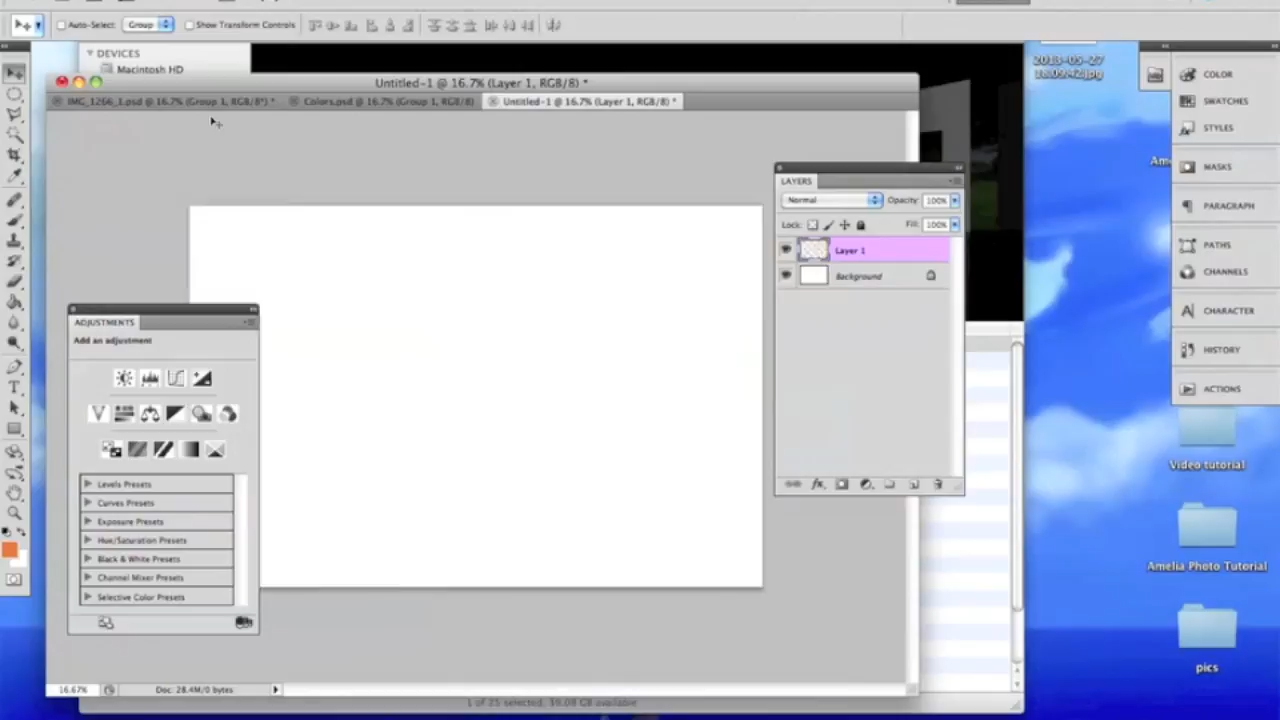 Auto-Select: Group Show Transform Controls
DEVICES
Macintosh HD
Untitled-1 @ 16.7% (Layer 1, RGB/8) *
IMG_1266_1.psd @ 16.7% (Group 1, RGB/8*) *
Colors.psd @ 16.7% (Group 1, RGB/8)
Untitled-1 @ 16.7% (Layer 1, RGB/8) *
LAYERS
Normal Opacity: 100%
Lock: Fill: 100%
Layer 1
Background
ADJUSTMENTS
Add an adjustment
Levels Presets
Curves Presets
Exposure Presets
Hue/Saturation Presets
Black & White Presets
Channel Mixer Presets
Selective Color Presets
16.67% Doc: 28.4M/0 bytes
1 of 25 selected, 39.08 GB available
COLOR
SWATCHES
STYLES
MASKS
PARAGRAPH
PATHS
CHANNELS
CHARACTER
HISTORY
ACTIONS
2013-05-27
Video tutorial
Amelia Photo Tutorial
pics